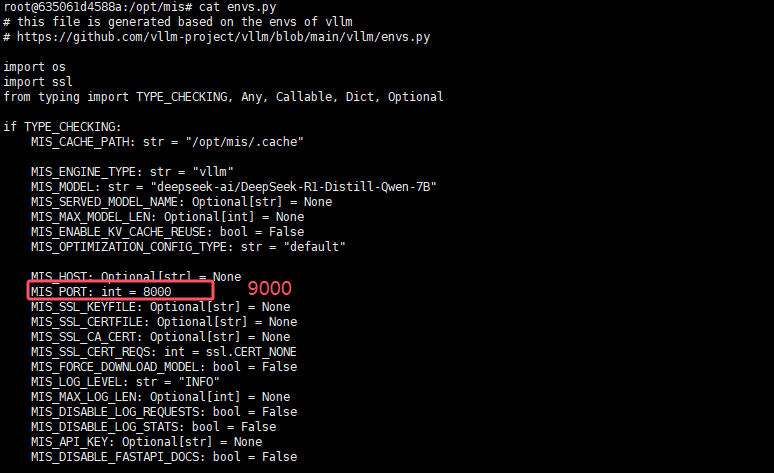 root@635061d4588a:/opt/mis# cat envs.py
# this file is generated based on the envs of vllm
# https://github.com/vllm-project/vllm/blob/main/vllm/envs.py

import os
import ssl
from typing import TYPE_CHECKING, Any, Callable, Dict, Optional

if TYPE_CHECKING:
    MIS_CACHE_PATH: str = "/opt/mis/.cache"

    MIS_ENGINE_TYPE: str = "vllm"
    MIS_MODEL: str = "deepseek-ai/DeepSeek-R1-Distill-Qwen-7B"
    MIS_SERVED_MODEL_NAME: Optional[str] = None
    MIS_MAX_MODEL_LEN: Optional[int] = None
    MIS_ENABLE_KV_CACHE_REUSE: bool = False
    MIS_OPTIMIZATION_CONFIG_TYPE: str = "default"

    MIS_HOST: Optional[str] = None
    MIS_PORT: int = 8000 9000
    MIS_SSL_KEYFILE: Optional[str] = None
    MIS_SSL_CERTFILE: Optional[str] = None
    MIS_SSL_CA_CERT: Optional[str] = None
    MIS_SSL_CERT_REQS: int = ssl.CERT_NONE
    MIS_FORCE_DOWNLOAD_MODEL: bool = False
    MIS_LOG_LEVEL: str = "INFO"
    MIS_MAX_LOG_LEN: Optional[int] = None
    MIS_DISABLE_LOG_REQUESTS: bool = False
    MIS_DISABLE_LOG_STATS: bool = False
    MIS_API_KEY: Optional[str] = None
    MIS_DISABLE_FASTAPI_DOCS: bool = False